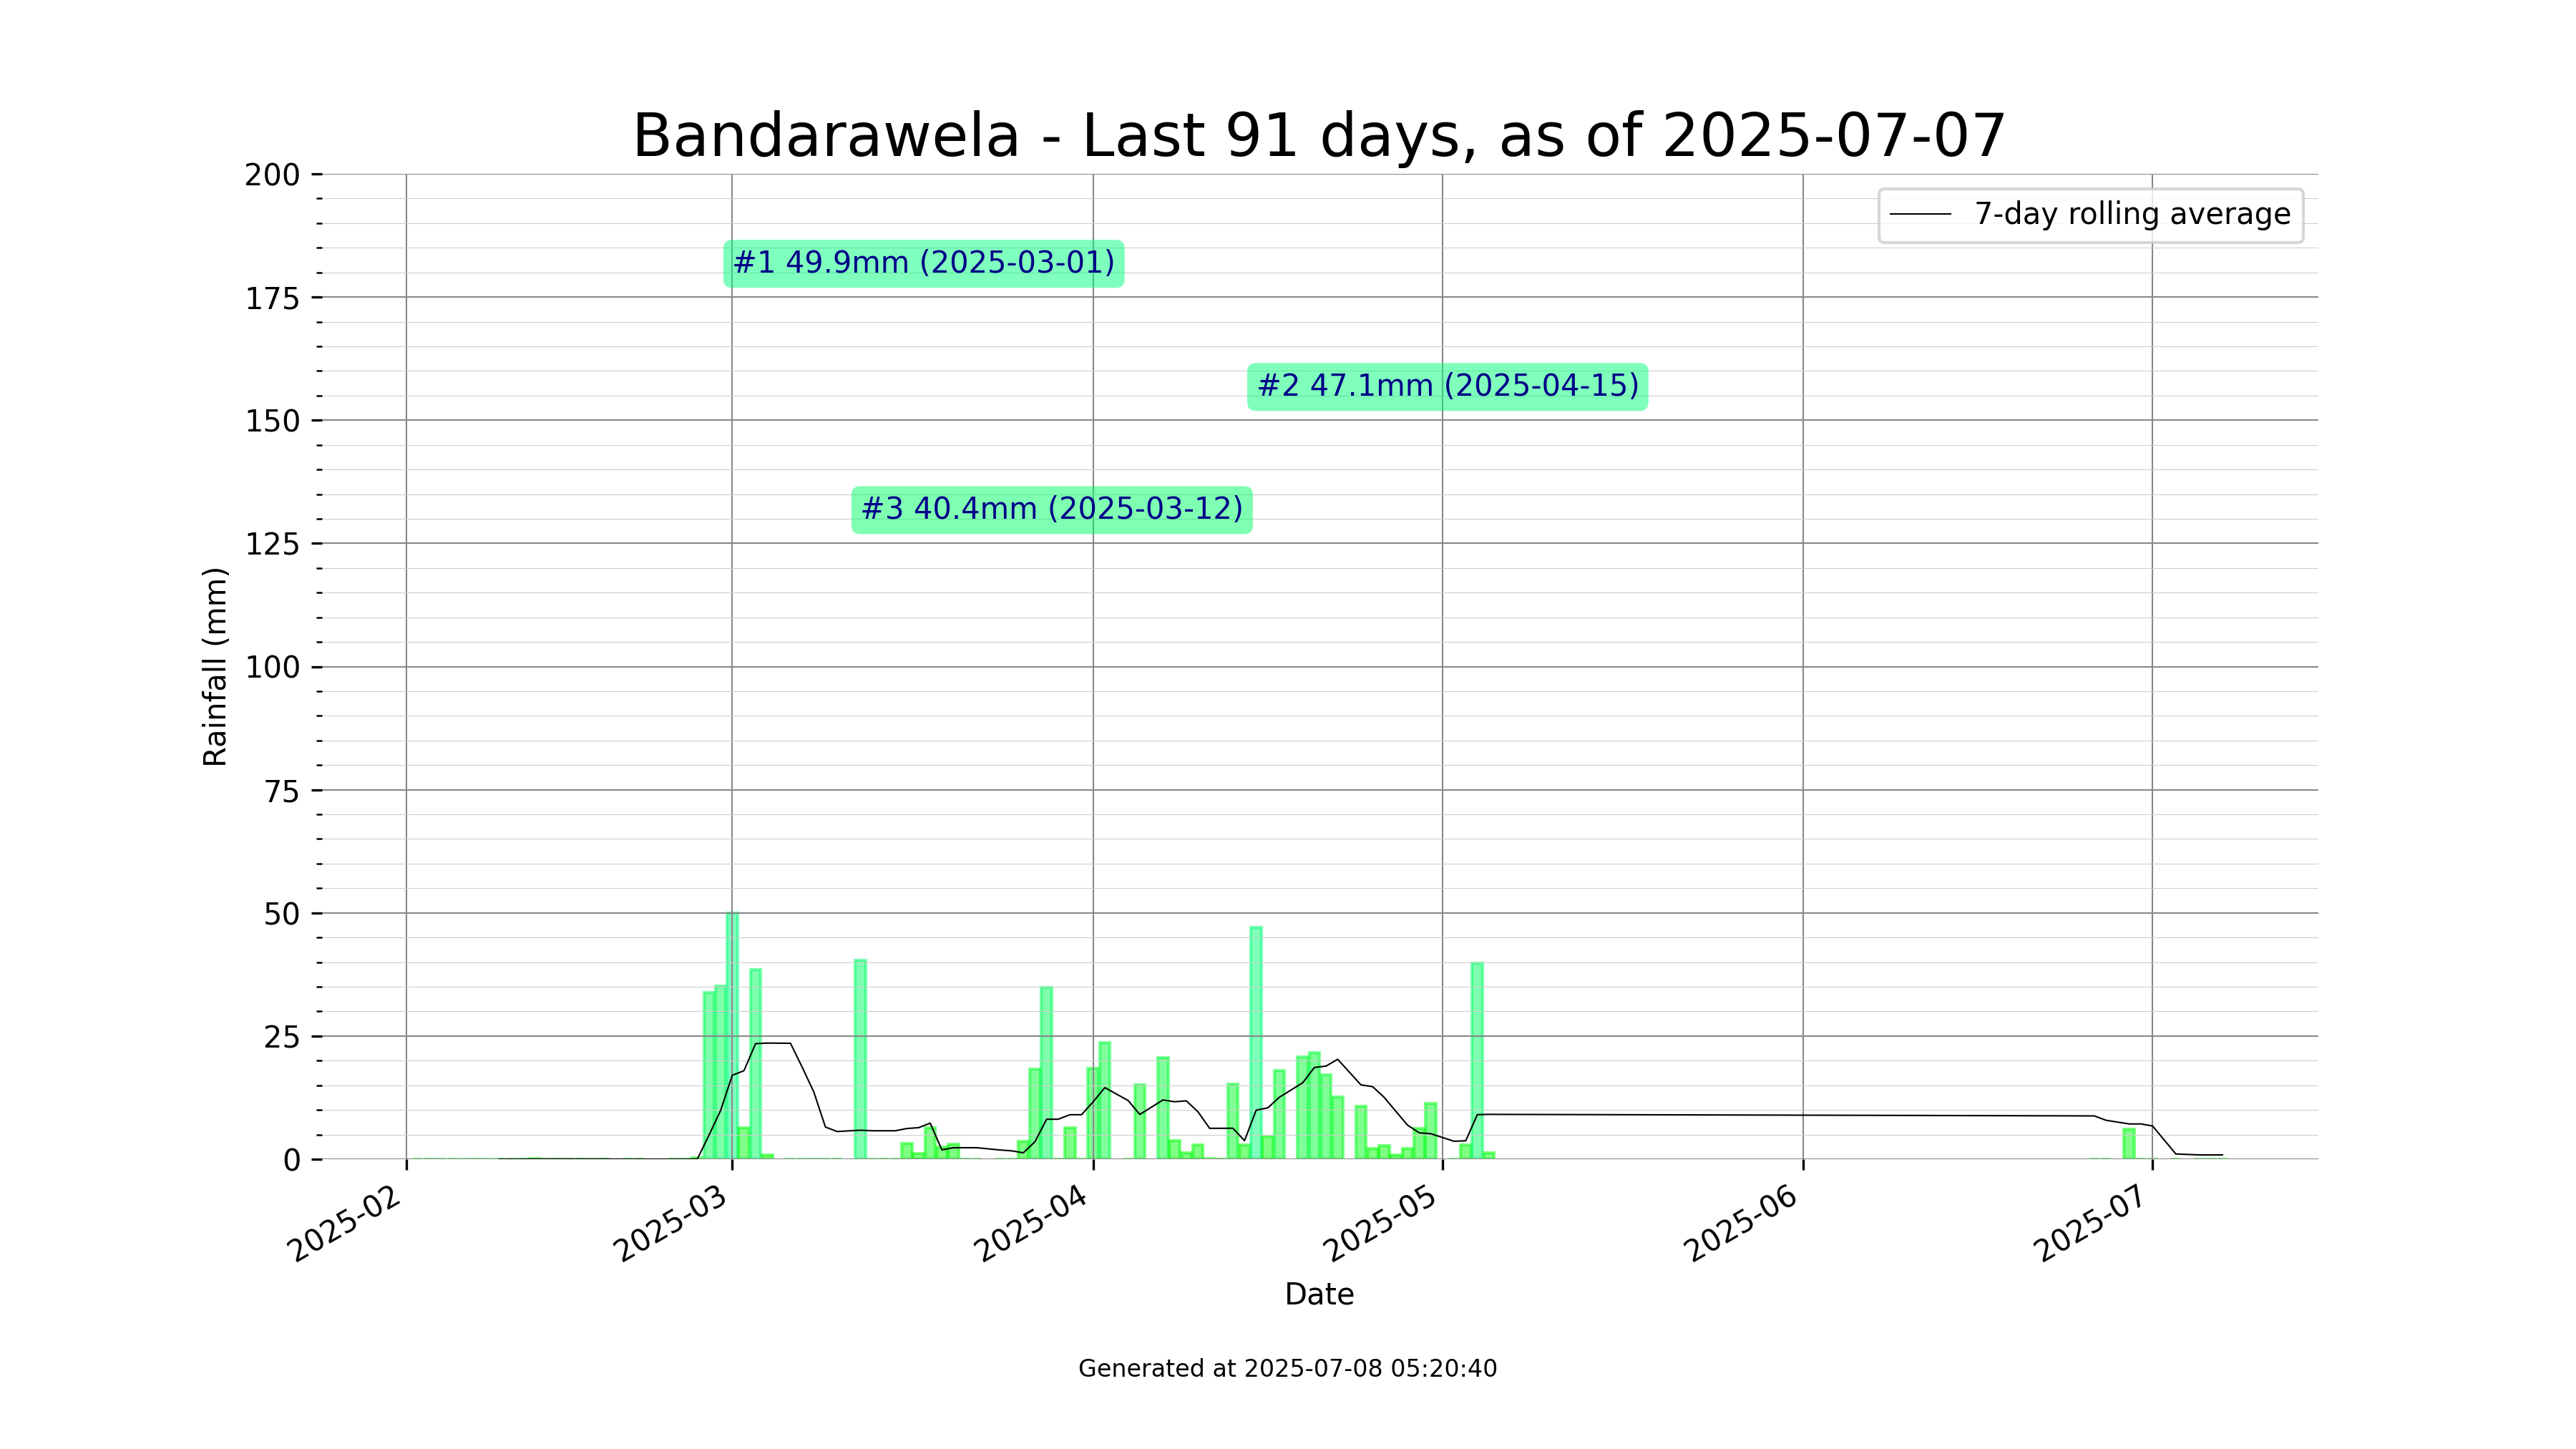 Bandarawela - Last 91 days, as of 2025-07-07
200
175
150
125
100
75
50
25
0
Rainfall (mm)
7-day rolling average
#1 49.9mm (2025-03-01)
#2 47.1mm (2025-04-15)
#3 40.4mm (2025-03-12)
2025-02
2025-03
2025-04
2025-05
2025-06
2025-07
Date
Generated at 2025-07-08 05:20:40